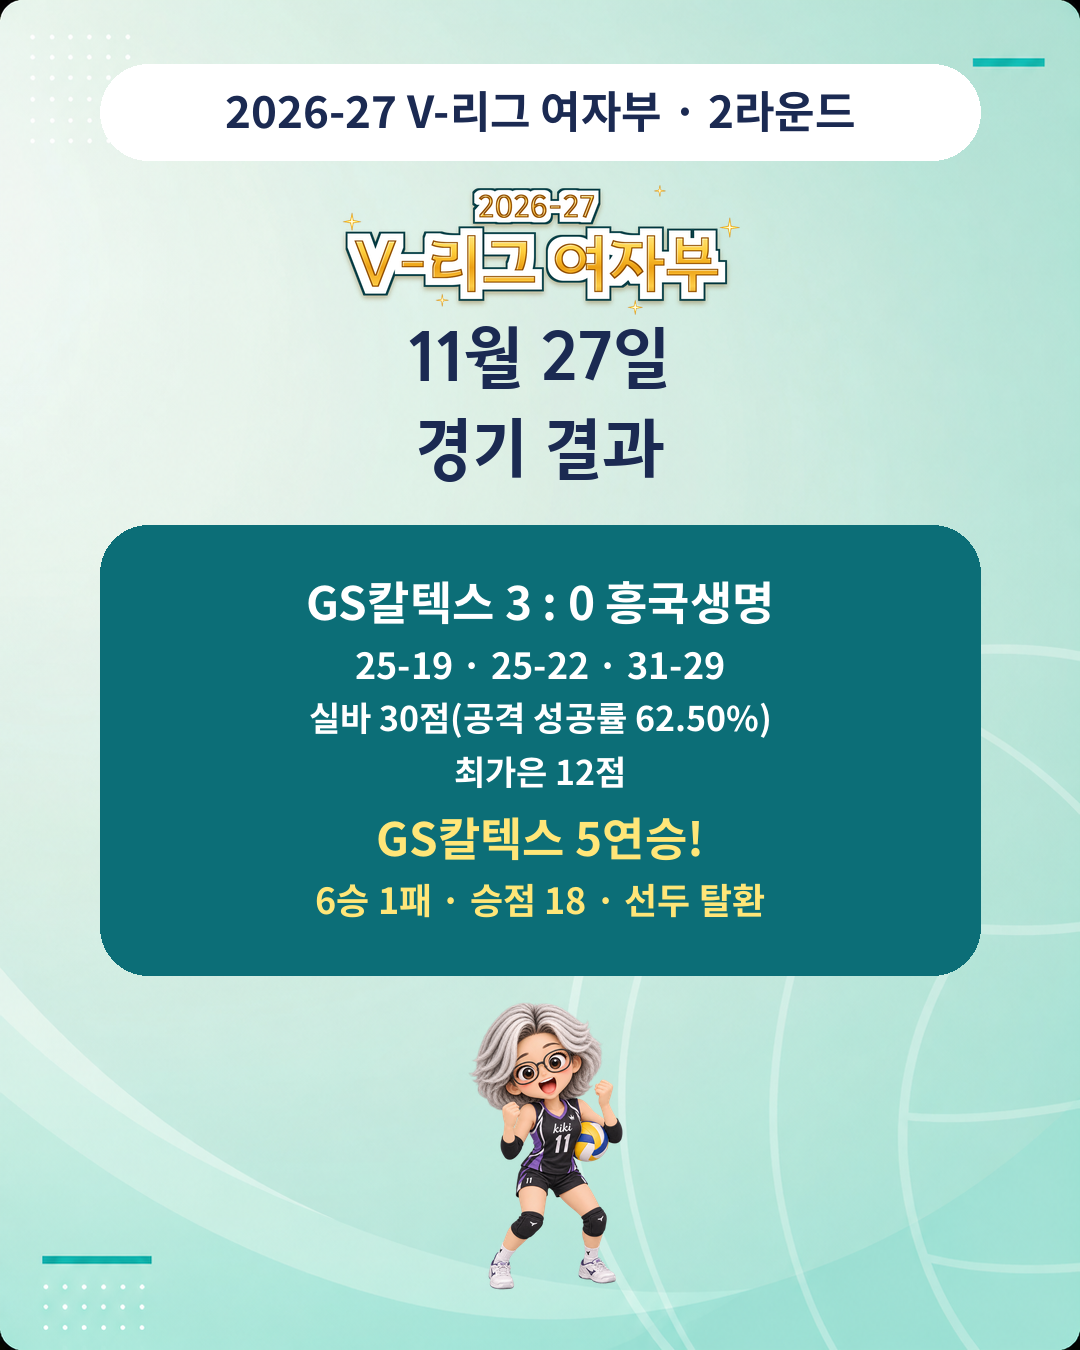 2026-27 V-리그 여자부 · 2라운드
2026-27
V-리그 여자부
11월 27일
경기 결과
GS칼텍스 3 : 0 흥국생명
25-19 · 25-22 · 31-29
실바 30점(공격 성공률 62.50%)
최가은 12점
GS칼텍스 5연승!
6승 1패 · 승점 18 · 선두 탈환
kiki
11
11